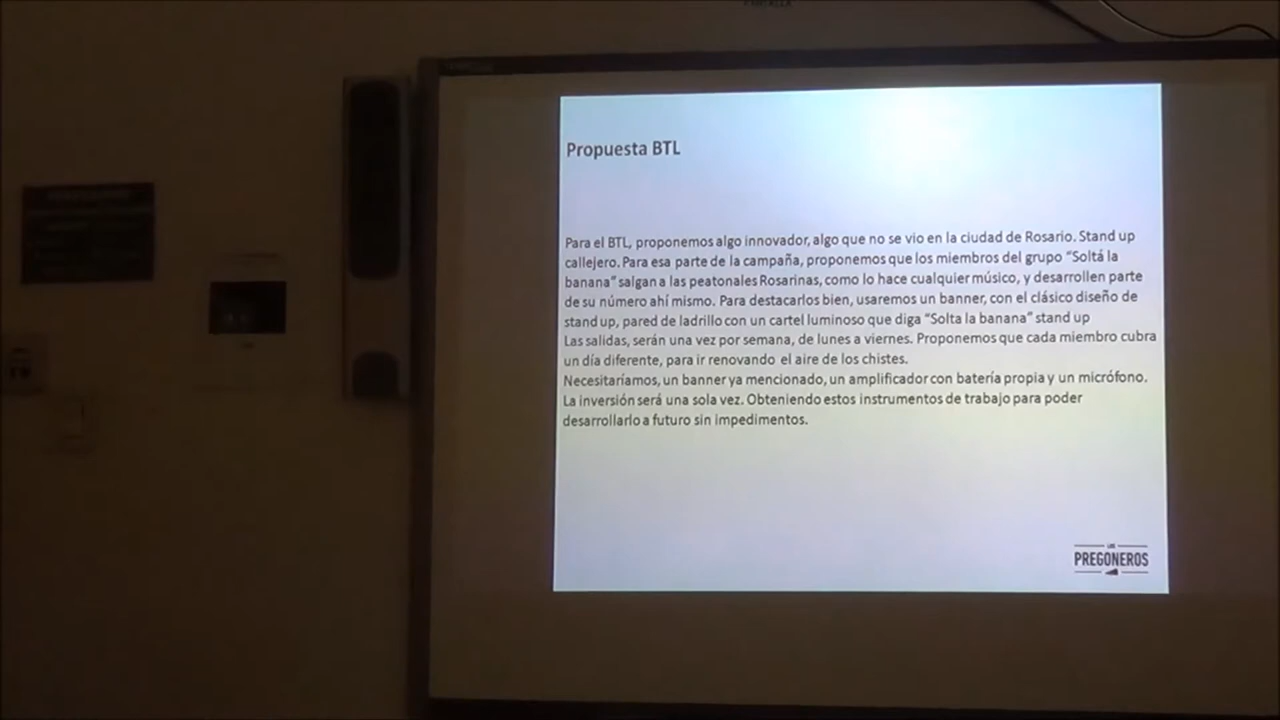 PANTALLA
Propuesta BTL
Para el BTL, proponemos algo innovador, algo que no se vio en la ciudad de Rosario. Stand up
callejero. Para esa parte de la campaña, proponemos que los miembros del grupo “Soltá la
banana” salgan a las peatonales Rosarinas, como lo hace cualquier músico, y desarrollen parte
de su número ahí mismo. Para destacarlos bien, usaremos un banner, con el clásico diseño de
stand up, pared de ladrillo con un cartel luminoso que diga “Solta la banana” stand up
Las salidas, serán una vez por semana, de lunes a viernes. Proponemos que cada miembro cubra
un día diferente, para ir renovando el aire de los chistes.
Necesitaríamos, un banner ya mencionado, un amplificador con batería propia y un micrófono.
La inversión será una sola vez. Obteniendo estos instrumentos de trabajo para poder
desarrollarlo a futuro sin impedimentos.
LOS
PREGONEROS